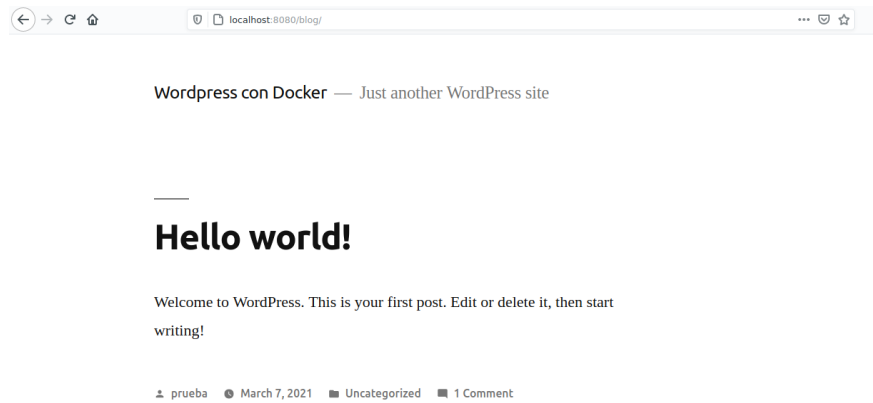 localhost:8080/blog/
Wordpress con Docker — Just another WordPress site
Hello world!
Welcome to WordPress. This is your first post. Edit or delete it, then start
writing!
prueba March 7, 2021 Uncategorized 1 Comment